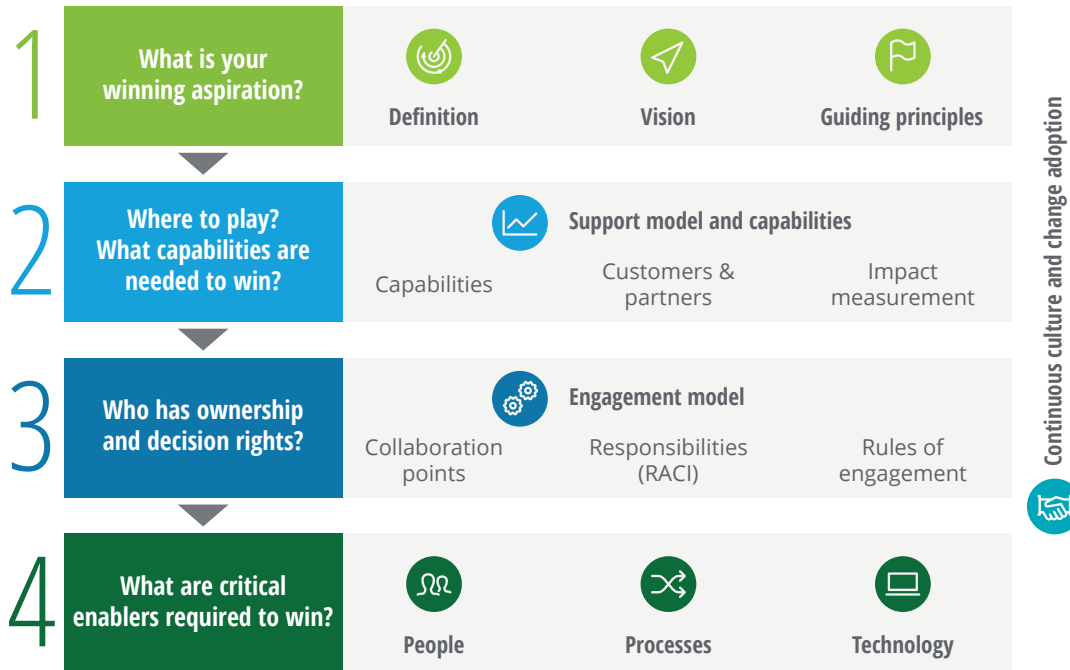 1
What is your
winning aspiration?
Definition
Vision
Guiding principles
2
Where to play?
What capabilities are
needed to win?
Support model and capabilities
Capabilities
Customers &
partners
Impact
measurement
3
Who has ownership
and decision rights?
Engagement model
Collaboration
points
Responsibilities
(RACI)
Rules of
engagement
4
What are critical
enablers required to win?
People
Processes
Technology
Continuous culture and change adoption